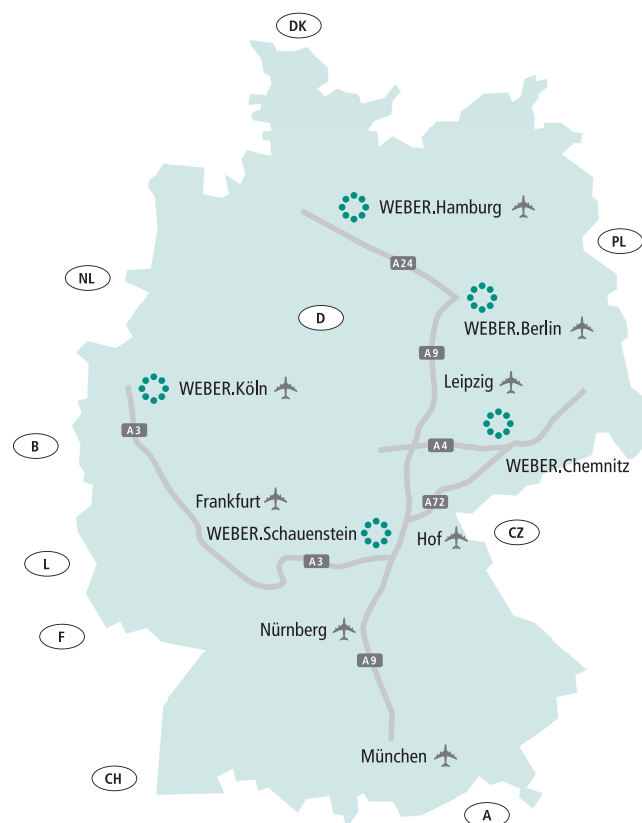 DK
WEBER.Hamburg
PL
A24
NL
D
WEBER.Berlin
A9
Leipzig
WEBER.Köln
A3
A4
B
WEBER.Chemnitz
Frankfurt
A72
WEBER.Schauenstein
CZ
Hof
A3
L
Nürnberg
F
A9
München
CH
A